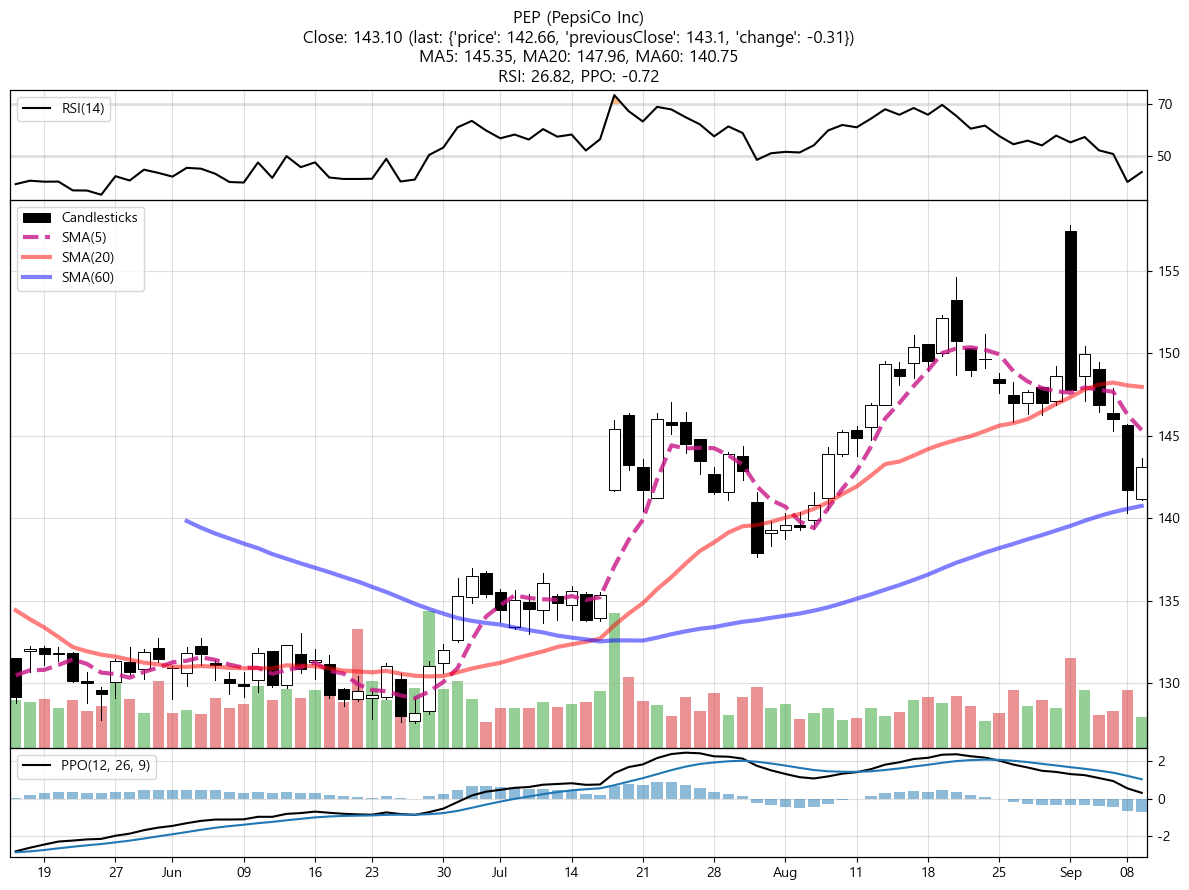 PEP (PepsiCo Inc)
Close: 143.10 (last: {'price': 142.66, 'previousClose': 143.1, 'change': -0.31})
MA5: 145.35, MA20: 147.96, MA60: 140.75
RSI: 26.82, PPO: -0.72
RSI(14)
70
50
Candlesticks
SMA(5)
SMA(20)
SMA(60)
155
150
145
140
135
130
PPO(12, 26, 9)
2
0
-2
19 27 Jun 09 16 23 30 Jul 14 21 28 Aug 11 18 25 Sep 08